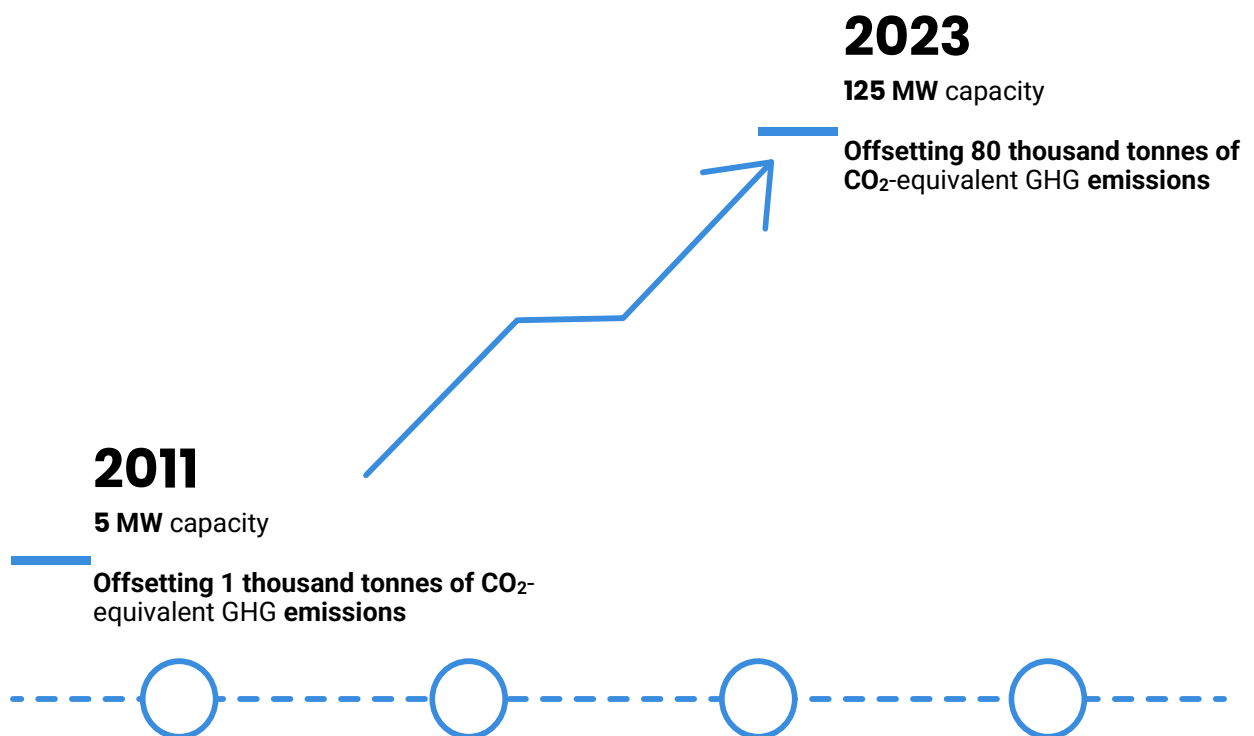 2023
125 MW capacity
Offsetting 80 thousand tonnes of
CO₂-equivalent GHG emissions
2011
5 MW capacity
Offsetting 1 thousand tonnes of CO₂-
equivalent GHG emissions